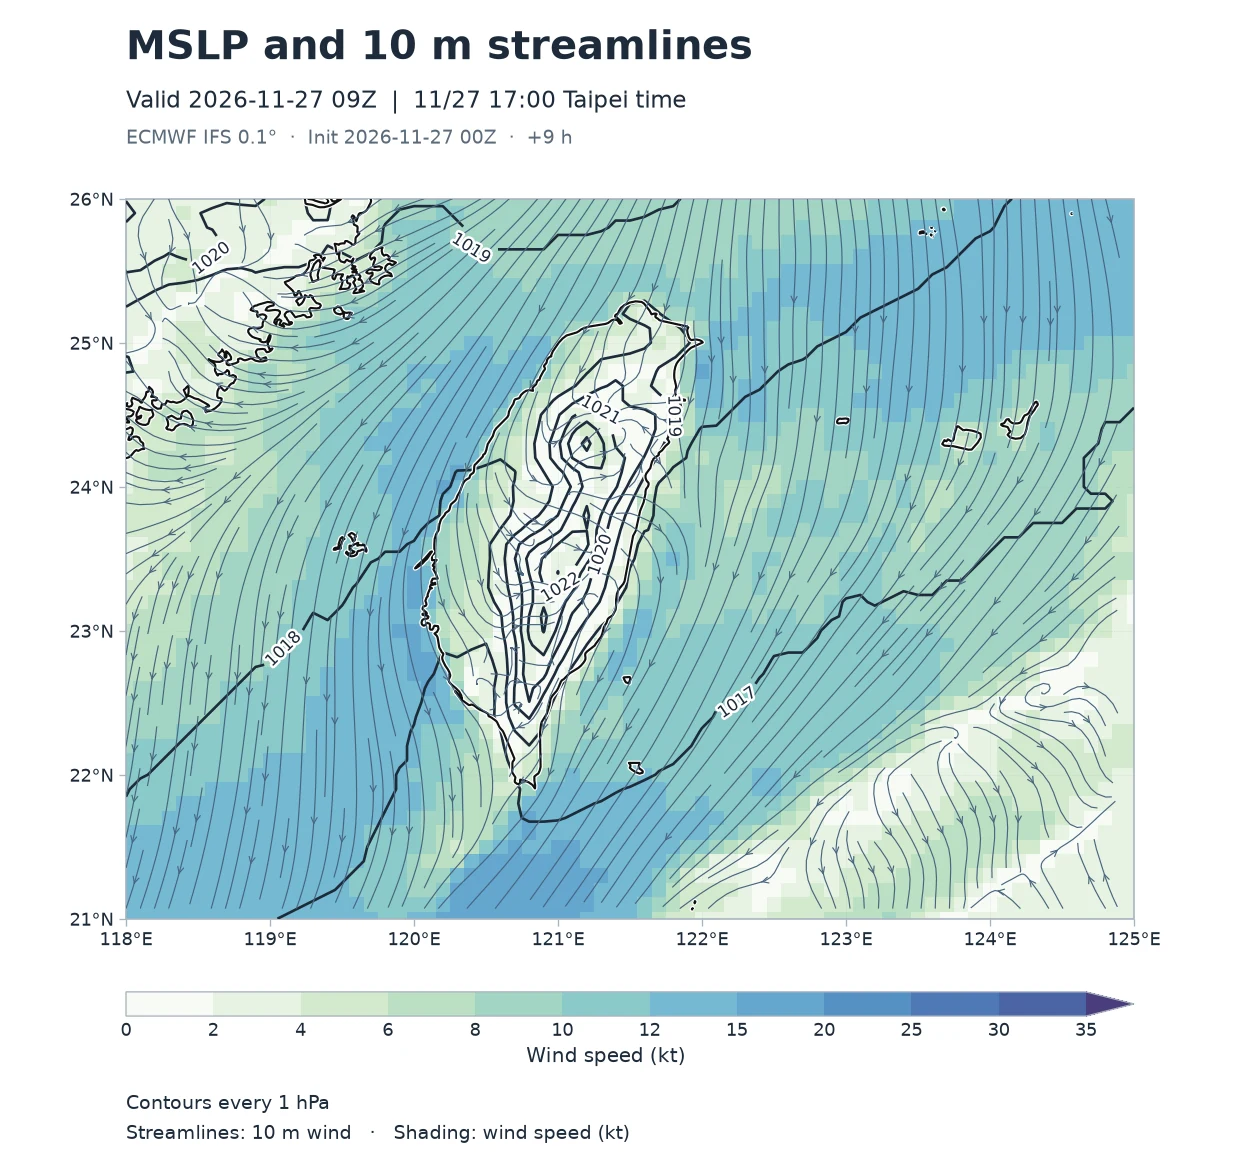 MSLP and 10 m streamlines
Valid 2026-11-27 09Z | 11/27 17:00 Taipei time
ECMWF IFS 0.1° · Init 2026-11-27 00Z · +9 h
26°N
25°N
24°N
23°N
22°N
21°N
1020
1019
1021
1019
1020
1022
1018
1017
118°E 119°E 120°E 121°E 122°E 123°E 124°E 125°E
0 2 4 6 8 10 12 15 20 25 30 35
Wind speed (kt)
Contours every 1 hPa
Streamlines: 10 m wind · Shading: wind speed (kt)